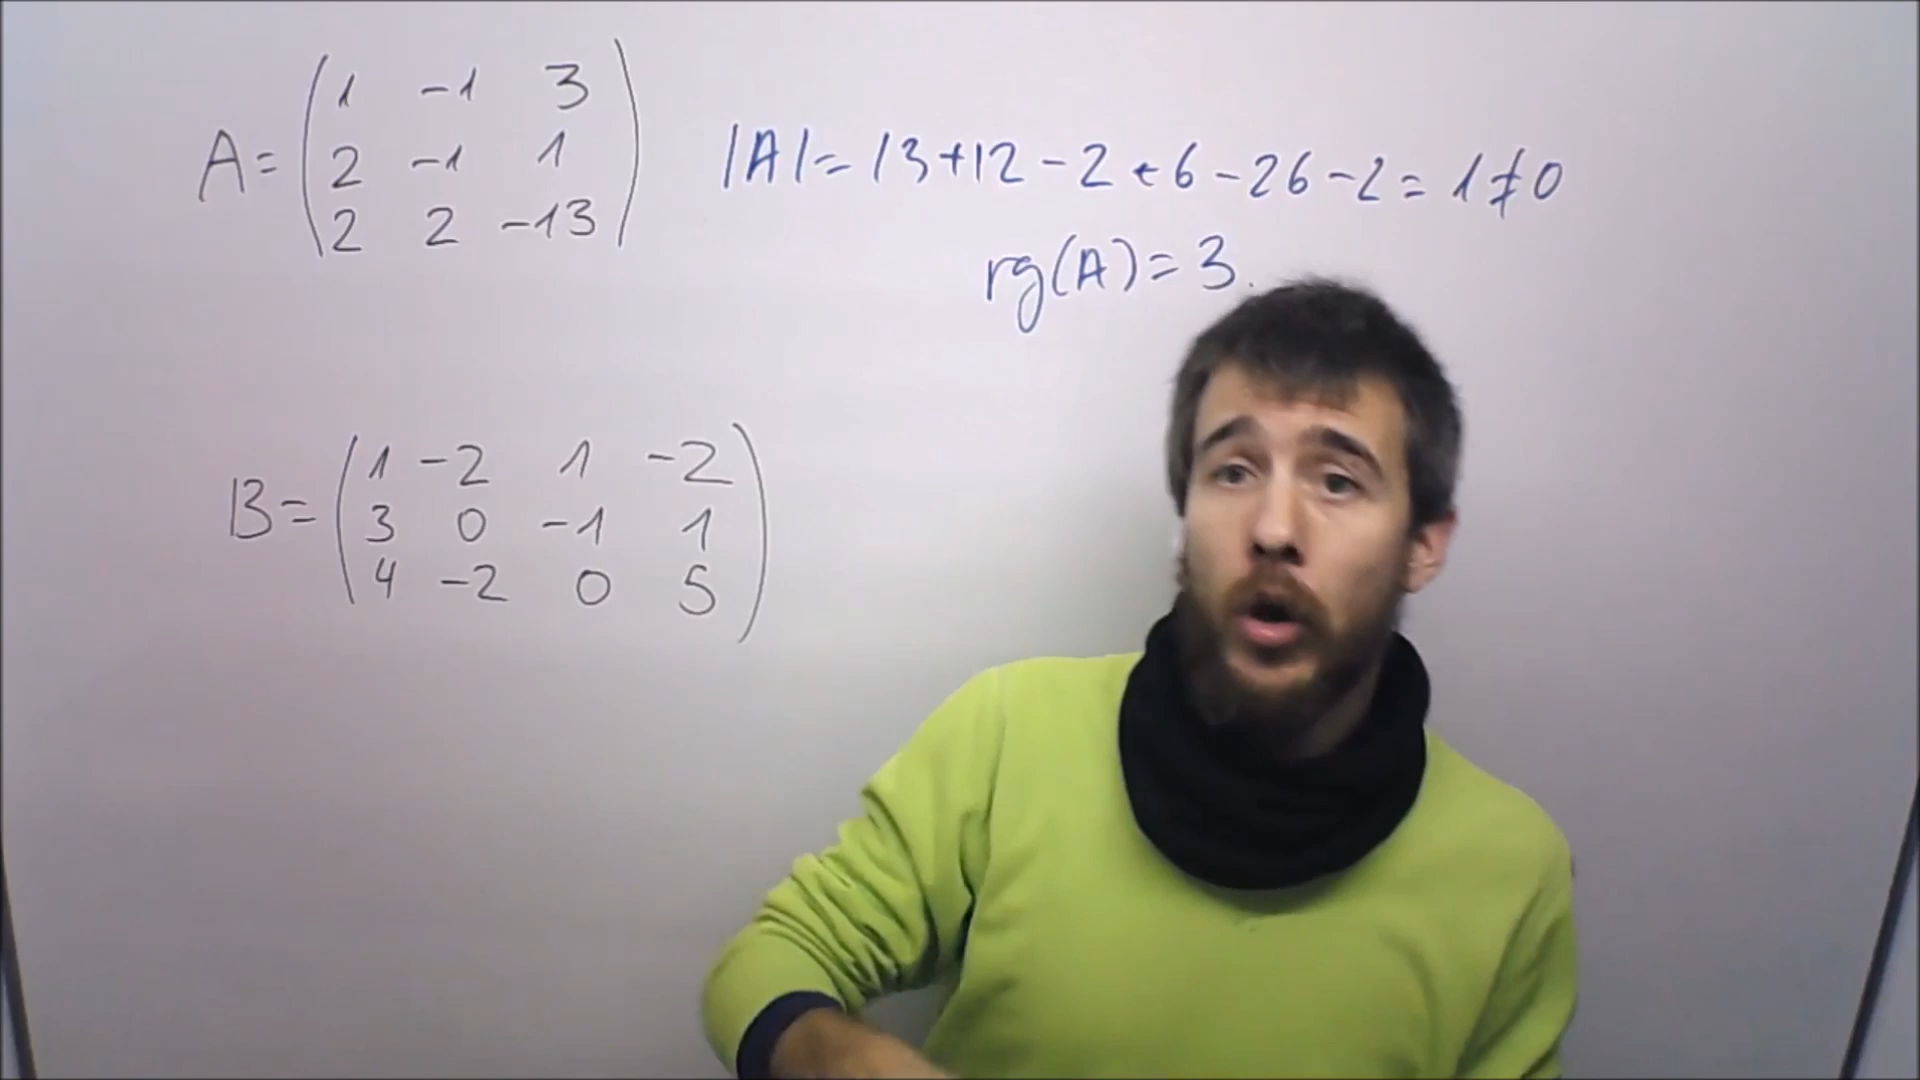 A = ( 1 -1 3
2 -1 1
2 2 -13 )
|A| = 13+12-2+6-26-2 = 1≠0
rg(A) = 3.
B = ( 1 -2 1 -2
3 0 -1 1
4 -2 0 5 )